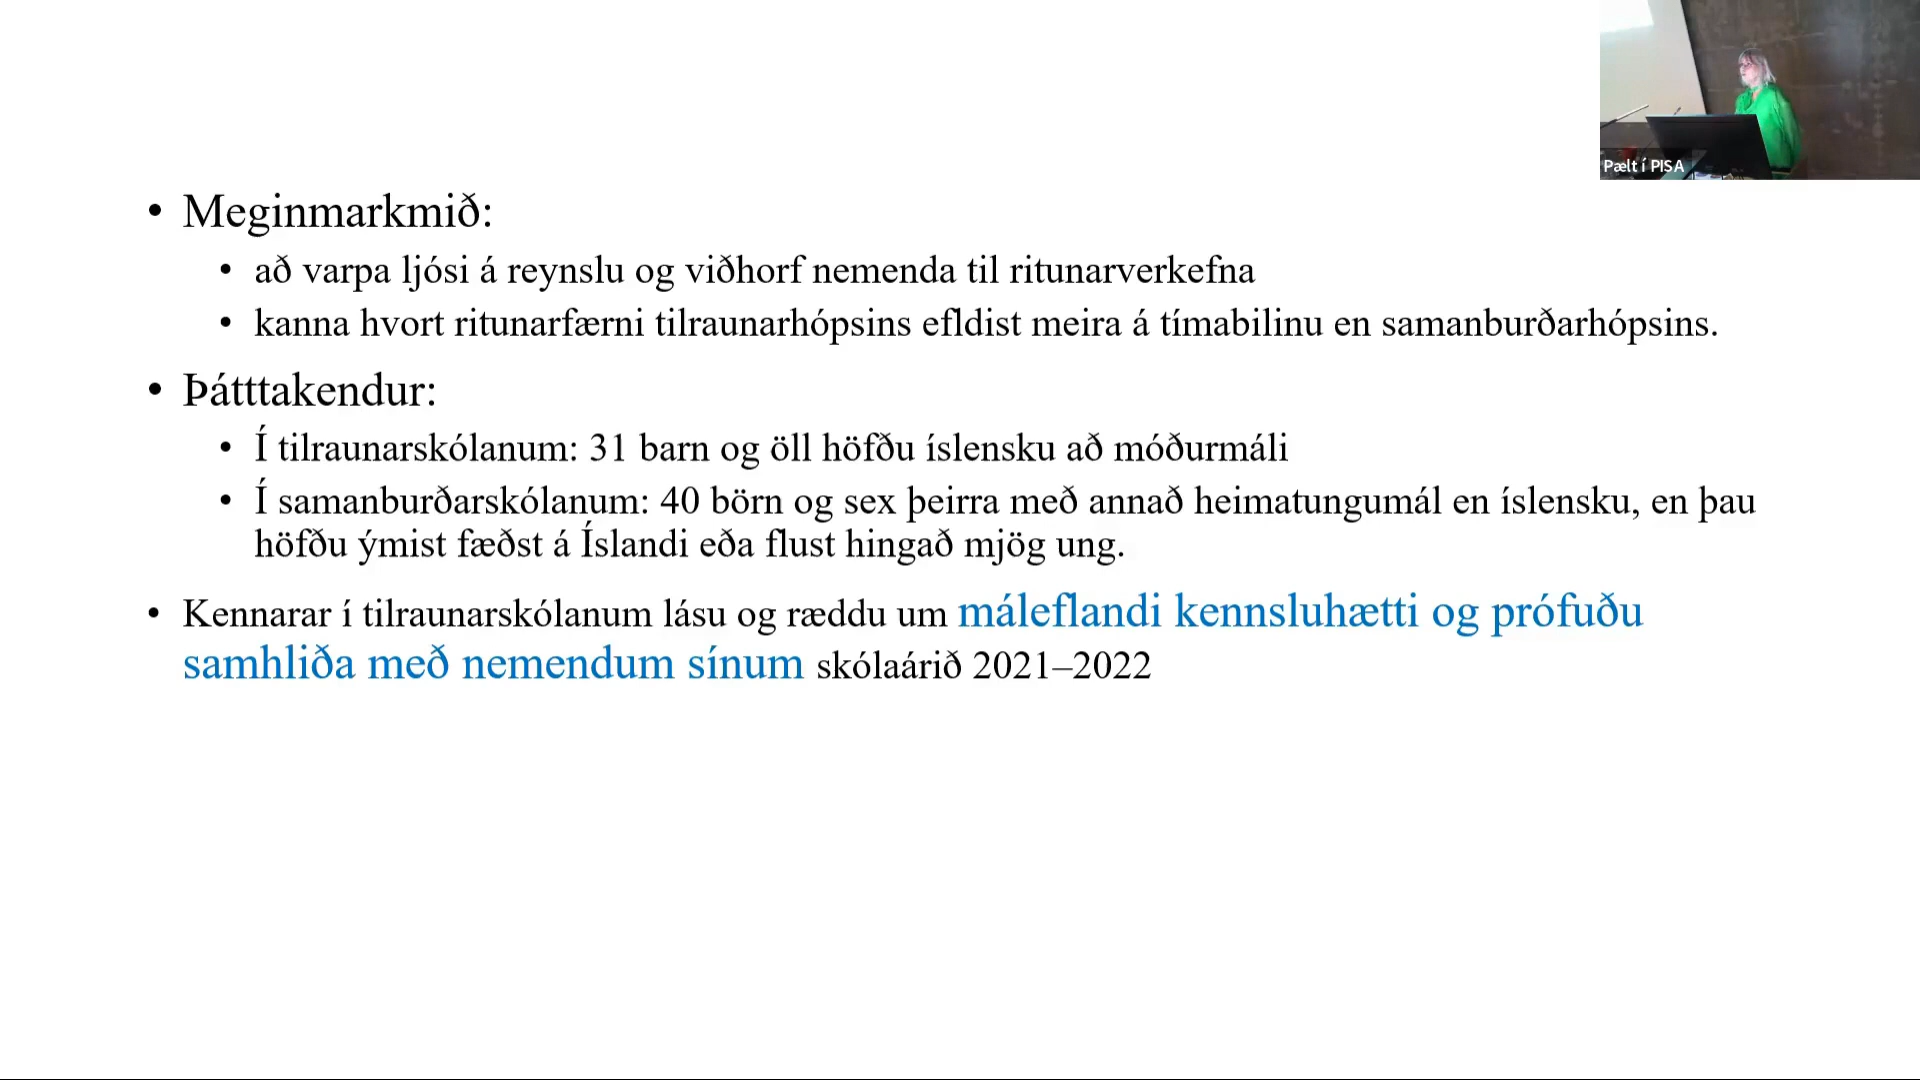 Pælt í PISA
• Meginmarkmið:
• að varpa ljósi á reynslu og viðhorf nemenda til ritunarverkefna
• kanna hvort ritunarfærni tilraunarhópsins efldist meira á tímabilinu en samanburðarhópsins.
• Þátttakendur:
• Í tilraunarskólanum: 31 barn og öll höfðu íslensku að móðurmáli
• Í samanburðarskólanum: 40 börn og sex þeirra með annað heimatungumál en íslensku, en þau
höfðu ýmist fæðst á Íslandi eða flust hingað mjög ung.
• Kennarar í tilraunarskólanum lásu og ræddu um máleflandi kennsluhætti og prófuðu
samhliða með nemendum sínum skólaárið 2021–2022